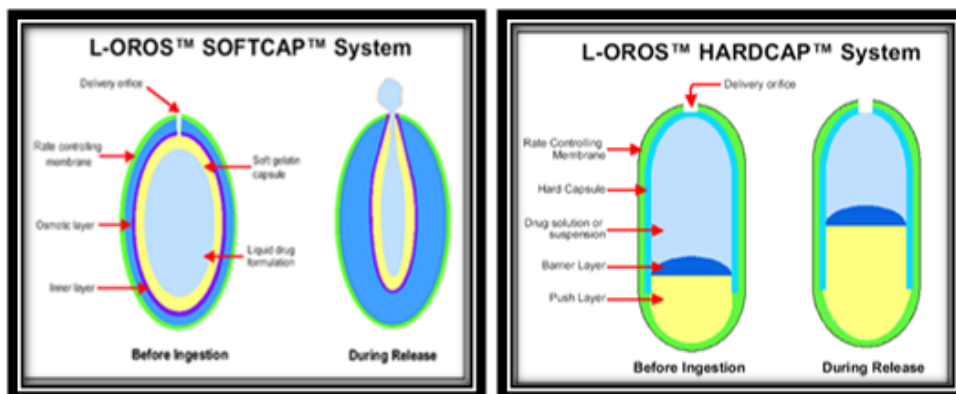 L-OROS™ SOFTCAP™ System
Delivery orifice
Rate controlling
membrane
Soft gelatin
capsule
Osmotic layer
Liquid drug
formulation
Inner layer
Before Ingestion
During Release
L-OROS™ HARDCAP™ System
Delivery orifice
Rate Controlling
Membrane
Hard Capsule
Drug solution or
suspension
Barrier Layer
Push Layer
Before Ingestion
During Release